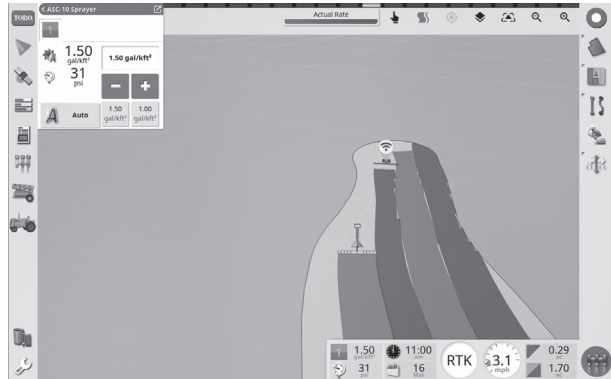 TORO
< ASC-10 Sprayer
1
1.50
gal/kft²
1.50 gal/kft²
31
psi
A
Auto
1.50
gal/kft²
1.00
gal/kft²
Actual Rate
1
1.50
gal/kft²
31
psi
11:00
am
16
Mar
RTK
3.1
mph
0.29
ac
1.70
ac